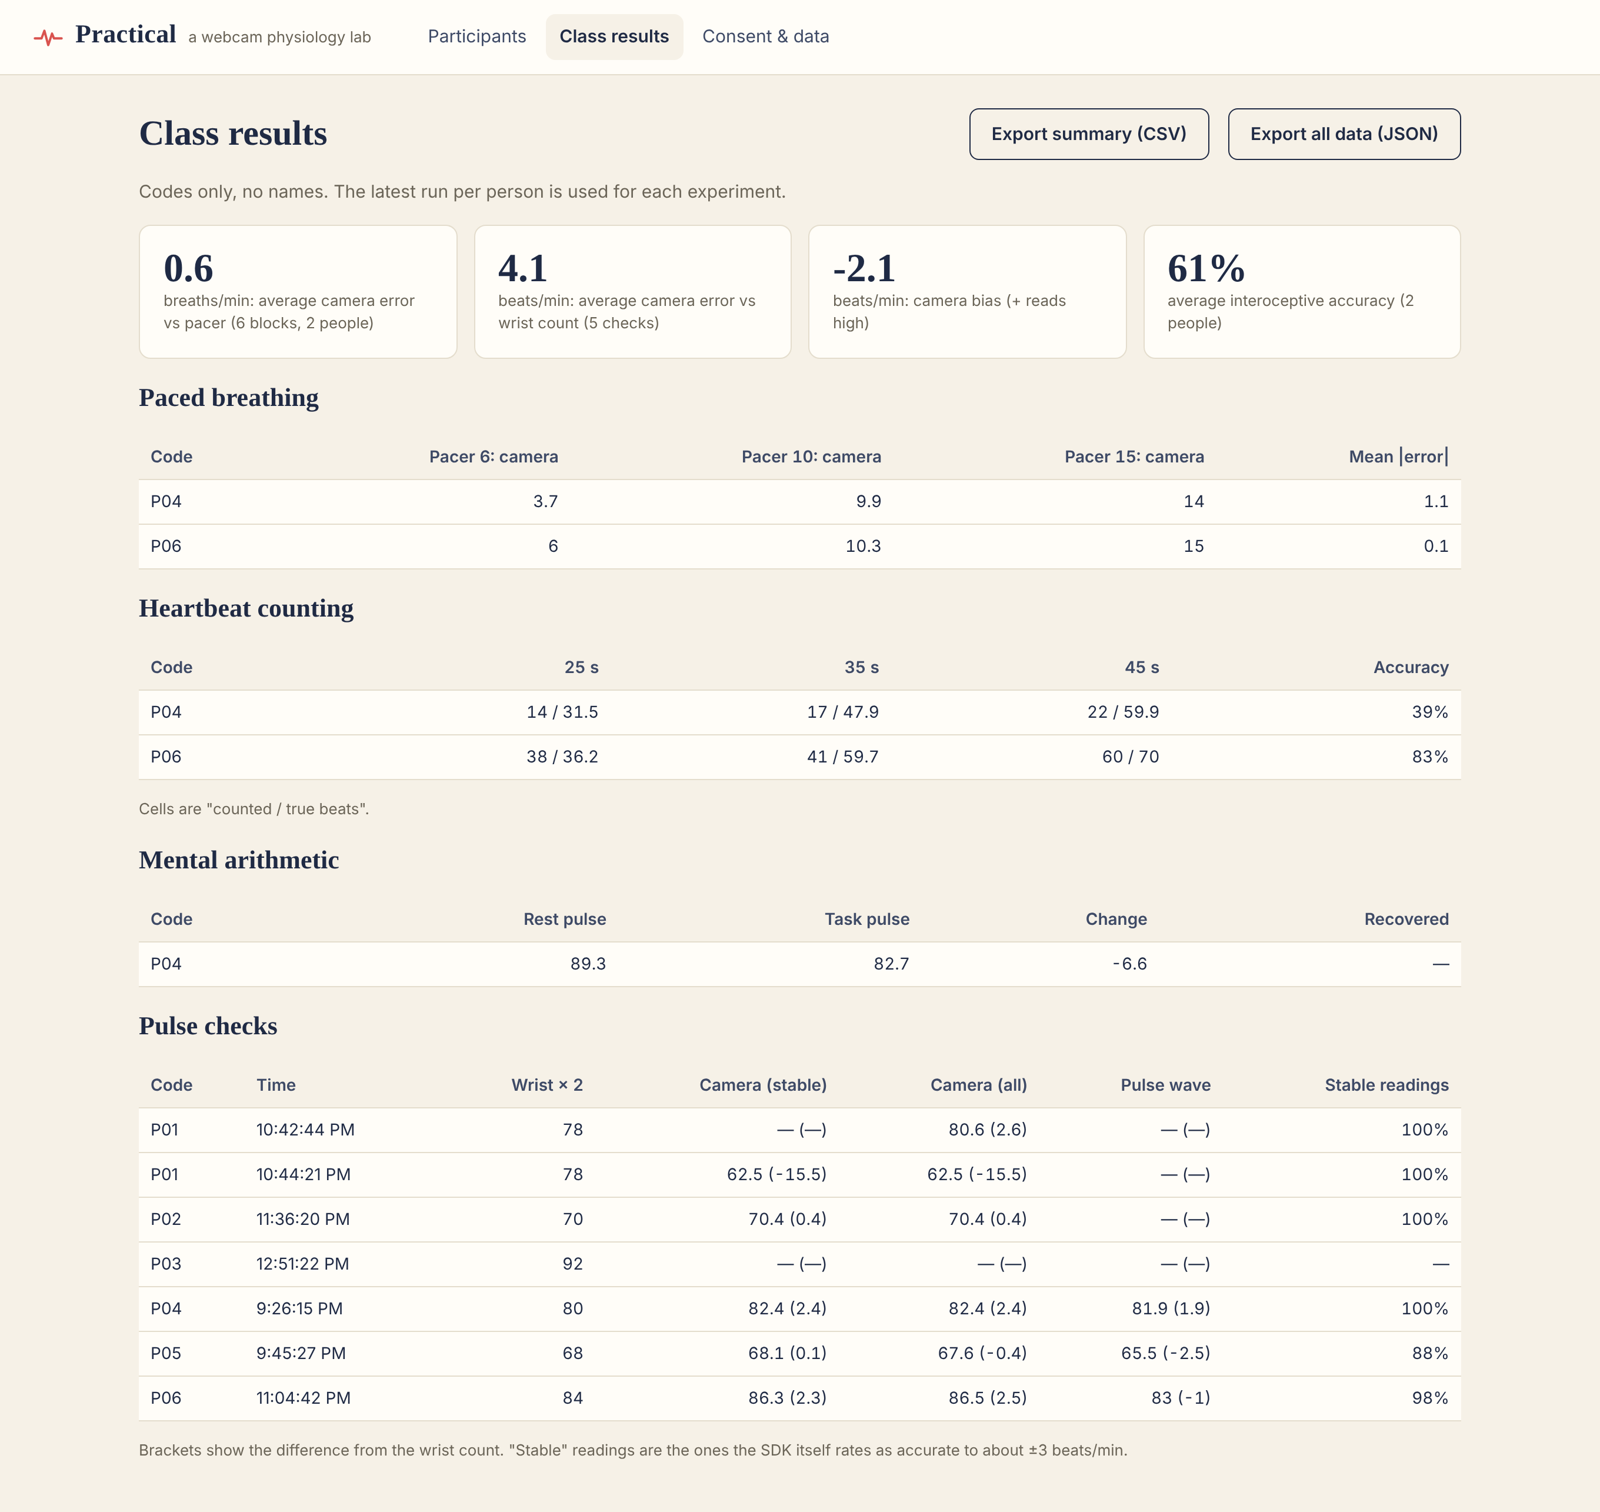 Practical a webcam physiology lab Participants Class results Consent & data
Class results Export summary (CSV) Export all data (JSON)
Codes only, no names. The latest run per person is used for each experiment.
0.6
breaths/min: average camera error
vs pacer (6 blocks, 2 people)
4.1
beats/min: average camera error vs
wrist count (5 checks)
-2.1
beats/min: camera bias (+ reads
high)
61%
average interoceptive accuracy (2
people)
Paced breathing
Code Pacer 6: camera Pacer 10: camera Pacer 15: camera Mean |error|
P04 3.7 9.9 14 1.1
P06 6 10.3 15 0.1
Heartbeat counting
Code 25 s 35 s 45 s Accuracy
P04 14 / 31.5 17 / 47.9 22 / 59.9 39%
P06 38 / 36.2 41 / 59.7 60 / 70 83%
Cells are "counted / true beats".
Mental arithmetic
Code Rest pulse Task pulse Change Recovered
P04 89.3 82.7 -6.6 —
Pulse checks
Code Time Wrist × 2 Camera (stable) Camera (all) Pulse wave Stable readings
P01 10:42:44 PM 78 — (—) 80.6 (2.6) — (—) 100%
P01 10:44:21 PM 78 62.5 (-15.5) 62.5 (-15.5) — (—) 100%
P02 11:36:20 PM 70 70.4 (0.4) 70.4 (0.4) — (—) 100%
P03 12:51:22 PM 92 — (—) — (—) — (—) —
P04 9:26:15 PM 80 82.4 (2.4) 82.4 (2.4) 81.9 (1.9) 100%
P05 9:45:27 PM 68 68.1 (0.1) 67.6 (-0.4) 65.5 (-2.5) 88%
P06 11:04:42 PM 84 86.3 (2.3) 86.5 (2.5) 83 (-1) 98%
Brackets show the difference from the wrist count. "Stable" readings are the ones the SDK itself rates as accurate to about ±3 beats/min.